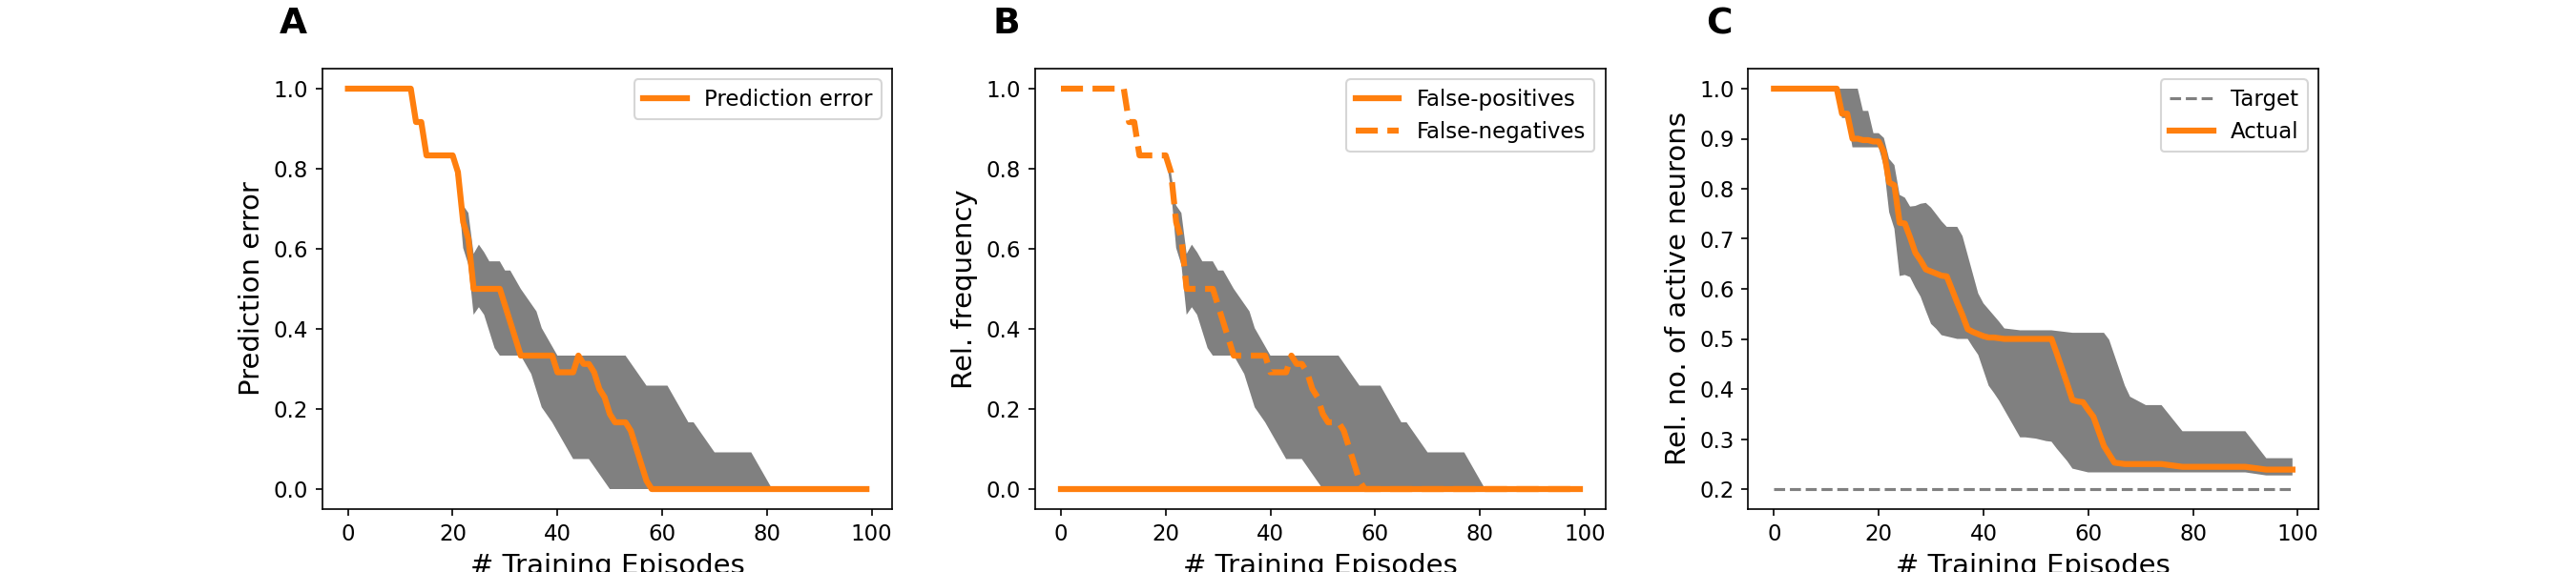 A
Prediction error
1.0
0.8
0.6
0.4
0.2
0.0
Prediction error
0 20 40 60 80 100
# Training Episodes
B
False-positives
False-negatives
1.0
0.8
0.6
0.4
0.2
0.0
Rel. frequency
0 20 40 60 80 100
# Training Episodes
C
Target
Actual
1.0
0.9
0.8
0.7
0.6
0.5
0.4
0.3
0.2
Rel. no. of active neurons
0 20 40 60 80 100
# Training Episodes